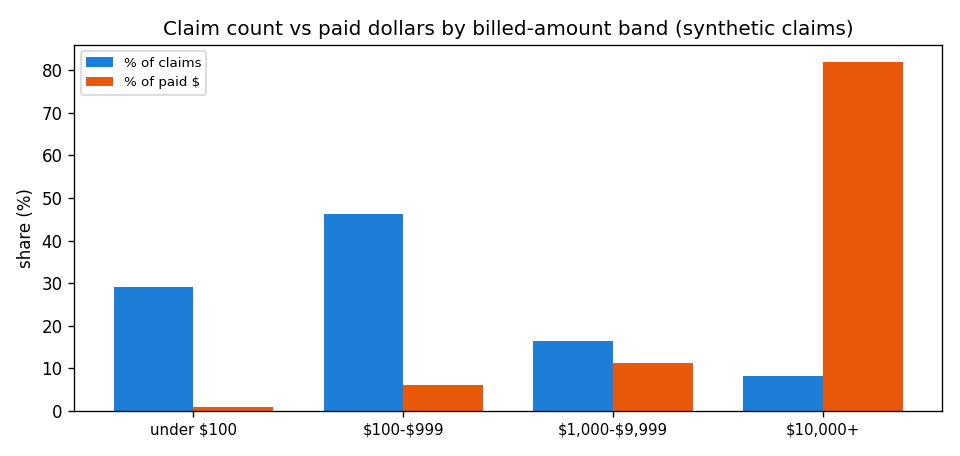 Claim count vs paid dollars by billed-amount band (synthetic claims)
% of claims
% of paid $
share (%)
80
70
60
50
40
30
20
10
0
under $100
$100-$999
$1,000-$9,999
$10,000+